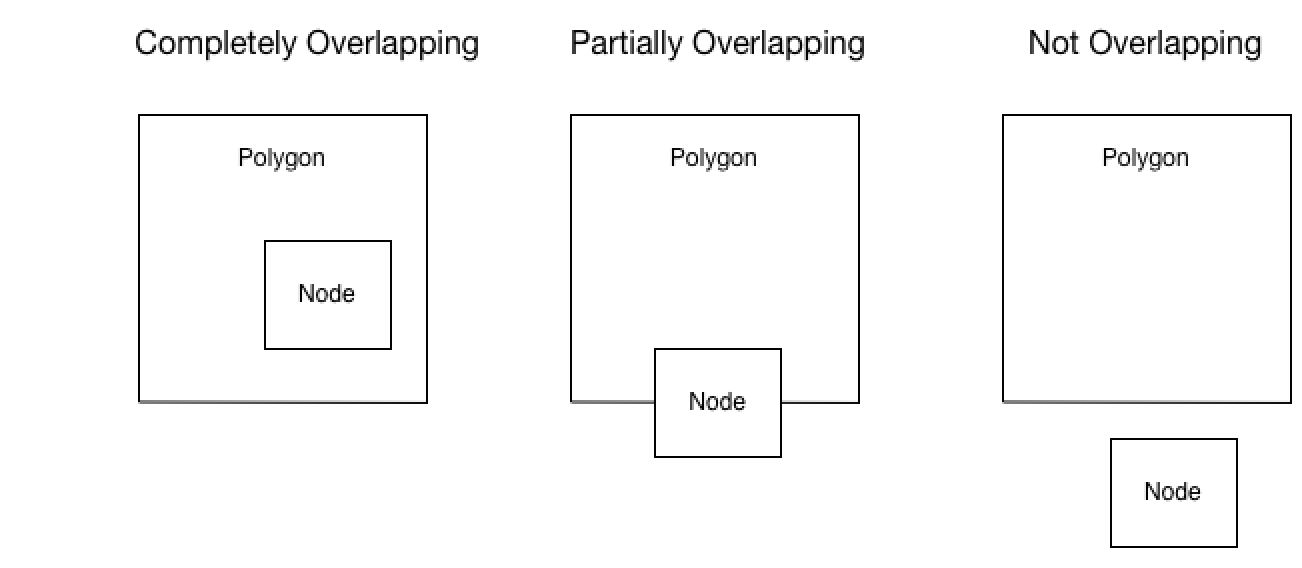 Completely Overlapping
Partially Overlapping
Not Overlapping
Polygon
Polygon
Polygon
Node
Node
Node